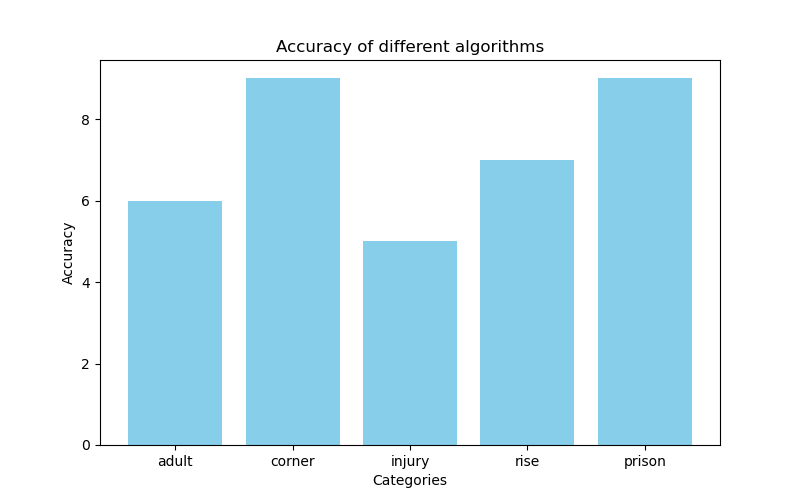 Accuracy of different algorithms
Accuracy
8
6
4
2
0
adult corner injury rise prison
Categories